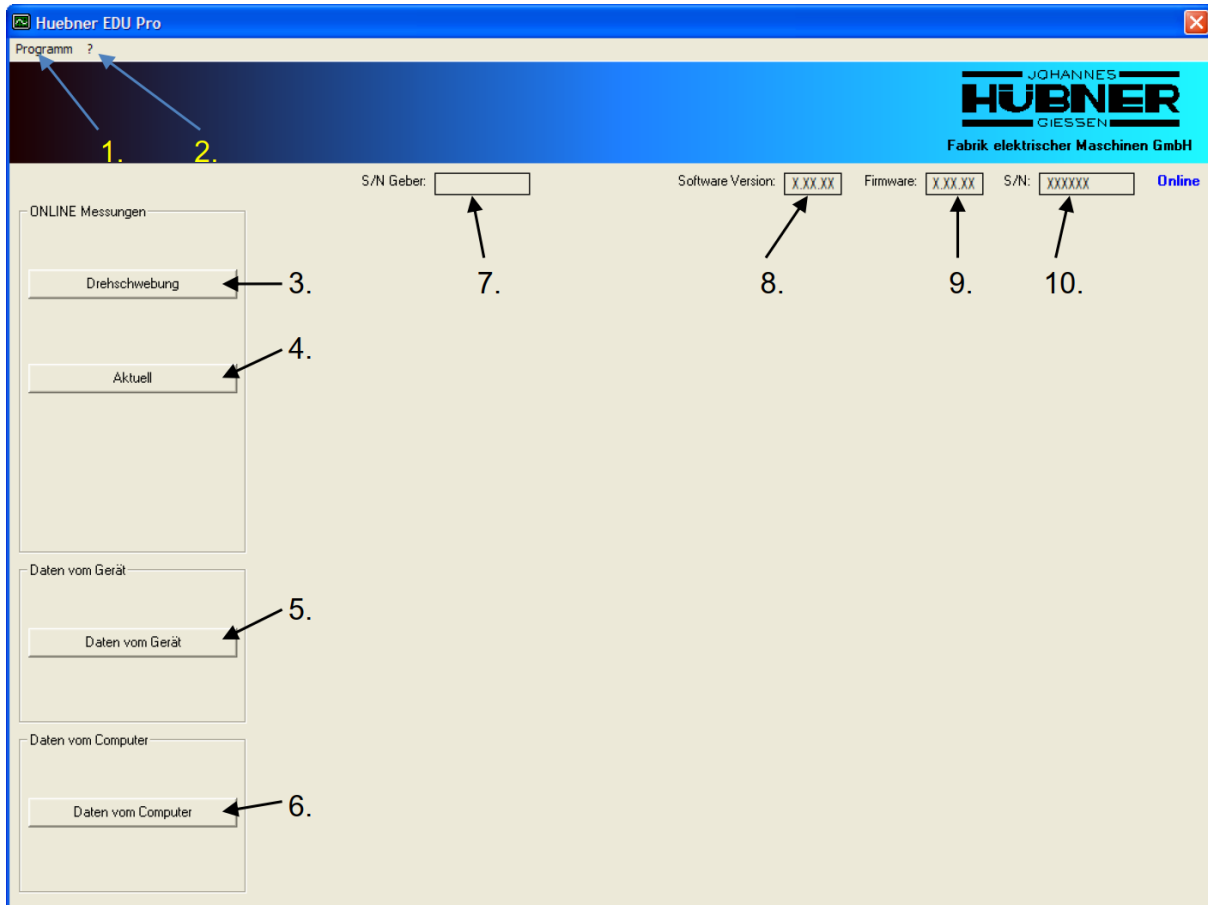 Huebner EDU Pro
Programm ?
JOHANNES
HÜBNER
GIESSEN
Fabrik elektrischer Maschinen GmbH
1. 2.
S/N Geber: Software Version: X.XX.XX Firmware: X.XX.XX S/N: XXXXXX Online
ONLINE Messungen
Drehschwebung 3. 7. 8. 9. 10.
4.
Aktuell
Daten vom Gerät
5.
Daten vom Gerät
Daten vom Computer
Daten vom Computer 6.